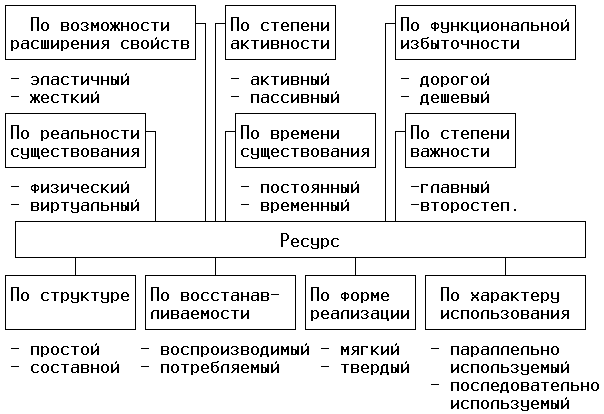 По возможности
расширения свойств
- эластичный
- жесткий
По степени
активности
- активный
- пассивный
По функциональной
избыточности
- дорогой
- дешевый
По реальности
существования
- физический
- виртуальный
По времени
существования
- постоянный
- временный
По степени
важности
-главный
-второстеп.
Ресурс
По структуре
- простой
- составной
По восстанав-
ливаемости
- воспроизводимый
- потребляемый
По форме
реализации
- мягкий
- твердый
По характеру
использования
- параллельно
используемый
- последовательно
используемый